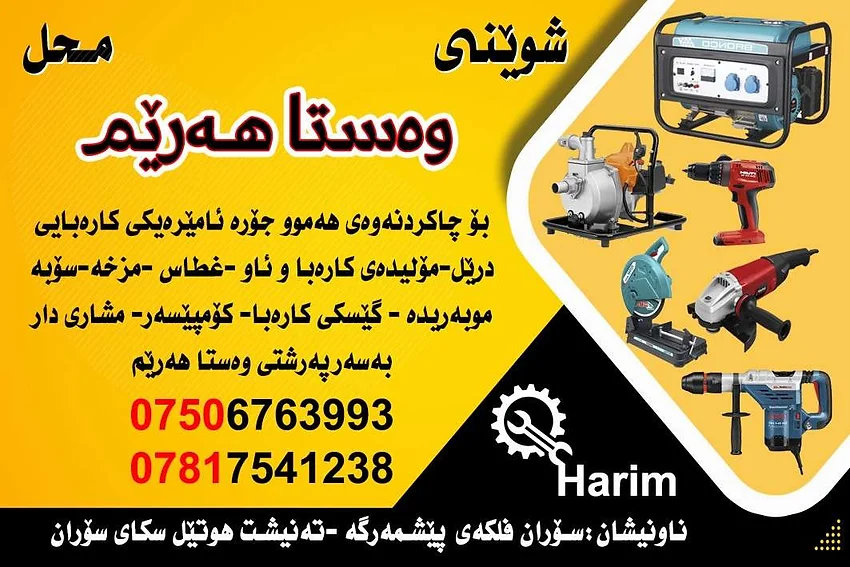 شوێنی
محل
وەستا هەرێم
بۆ چاکردنەوەی هەموو جۆرە ئامێرەیکی کارەبایی
درێل-مۆلیدەی کارەبا و ئاو -غطاس -مزخە-سۆبە
موبەریدە - گێسکی کارەبا- کۆمپێسەر- مشاری دار
بەسەرپەرشتی وەستا هەرێم
07506763993
07817541238
Harim
ناونیشان :سۆران فلکەی پێشمەرگە -تەنیشت هوتێل سکای سۆران